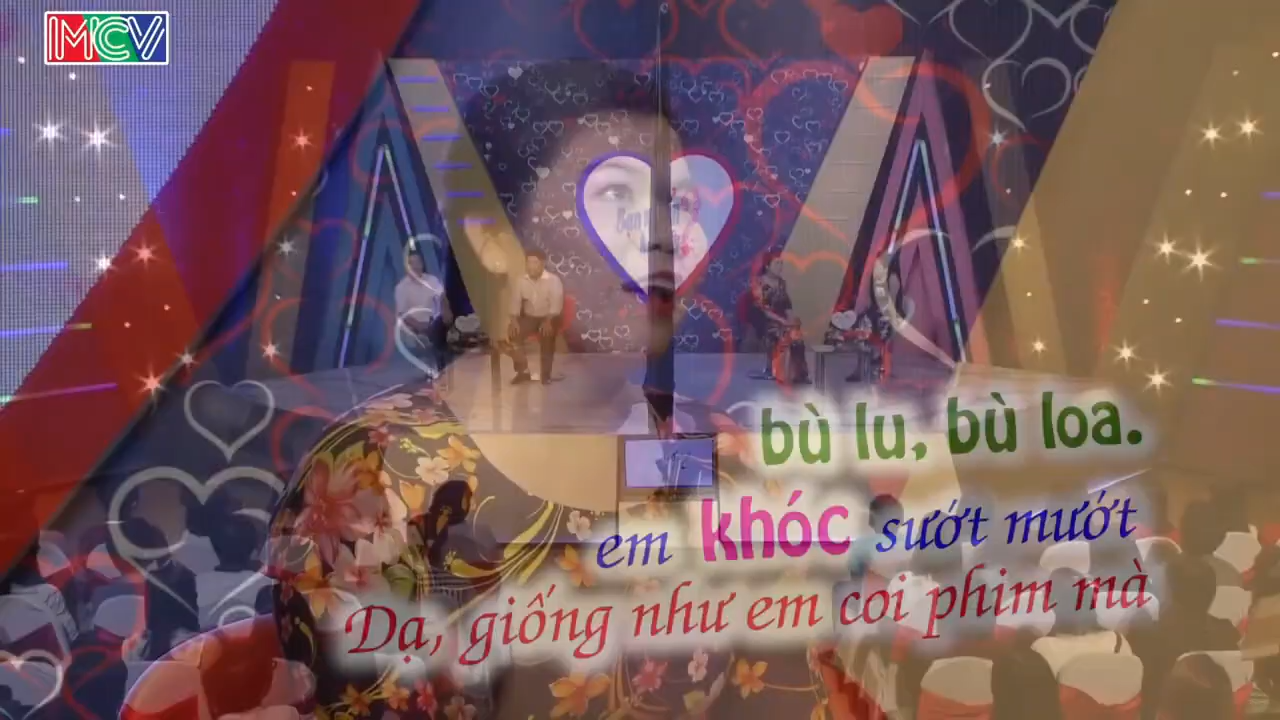 MCV
bù lu, bù loa.
em khóc sướt mướt
Dạ, giống như em coi phim mà